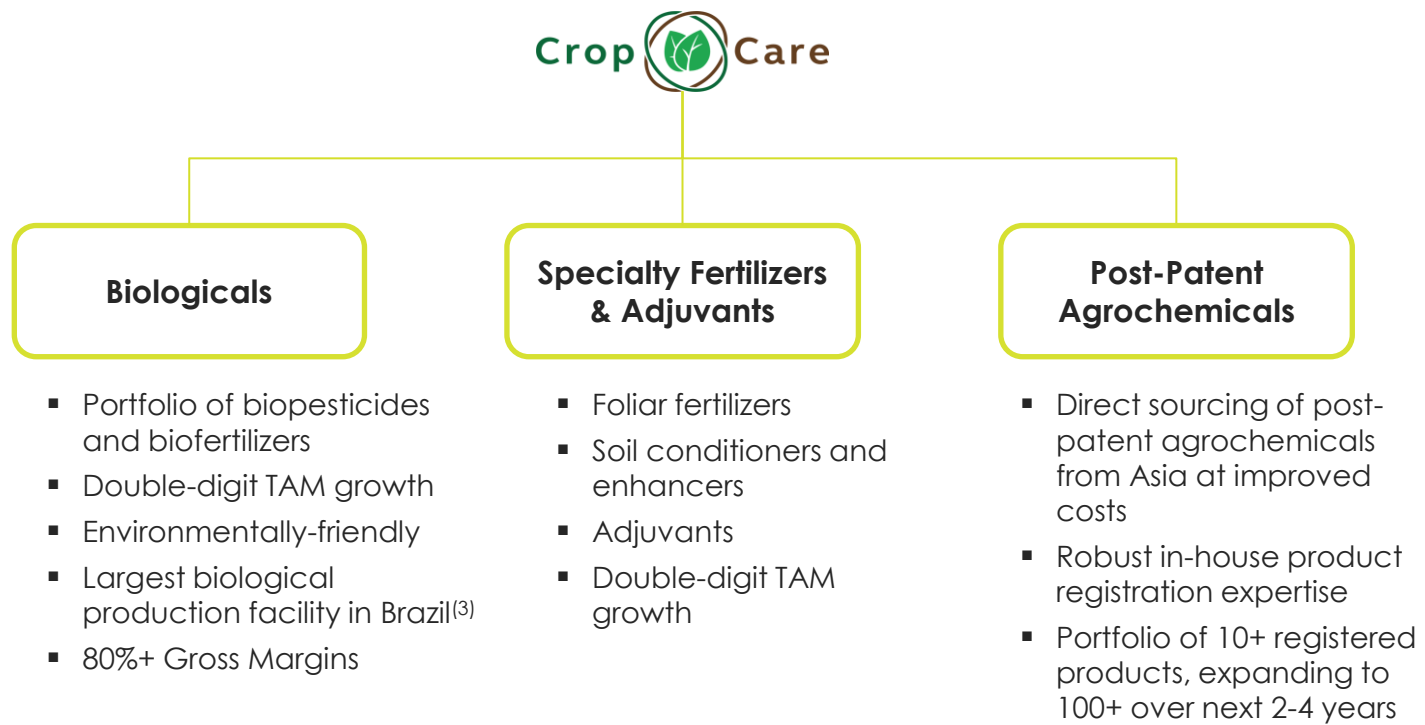 Crop Care
Biologicals
▪ Portfolio of biopesticides
and biofertilizers
▪ Double-digit TAM growth
▪ Environmentally-friendly
▪ Largest biological
production facility in Brazil(3)
▪ 80%+ Gross Margins
Specialty Fertilizers
& Adjuvants
▪ Foliar fertilizers
▪ Soil conditioners and
enhancers
▪ Adjuvants
▪ Double-digit TAM
growth
Post-Patent
Agrochemicals
▪ Direct sourcing of post-
patent agrochemicals
from Asia at improved
costs
▪ Robust in-house product
registration expertise
▪ Portfolio of 10+ registered
products, expanding to
100+ over next 2-4 years